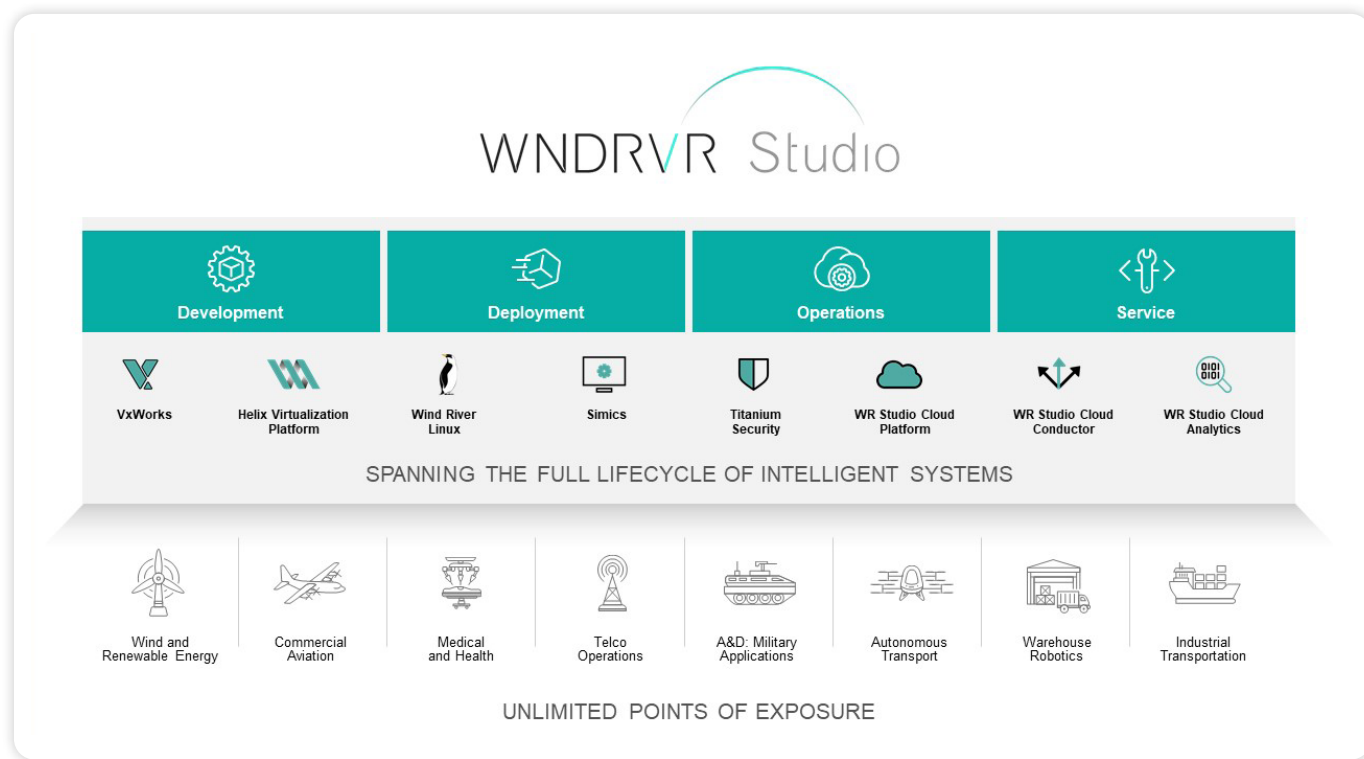 WNDRVR Studio
Development
Deployment
Operations
Service
VxWorks
Helix Virtualization
Platform
Wind River
Linux
Simics
Titanium
Security
WR Studio Cloud
Platform
WR Studio Cloud
Conductor
0101
0101
WR Studio Cloud
Analytics
SPANNING THE FULL LIFECYCLE OF INTELLIGENT SYSTEMS
Wind and
Renewable Energy
Commercial
Aviation
Medical
and Health
Telco
Operations
A&D: Military
Applications
Autonomous
Transport
Warehouse
Robotics
Industrial
Transportation
UNLIMITED POINTS OF EXPOSURE